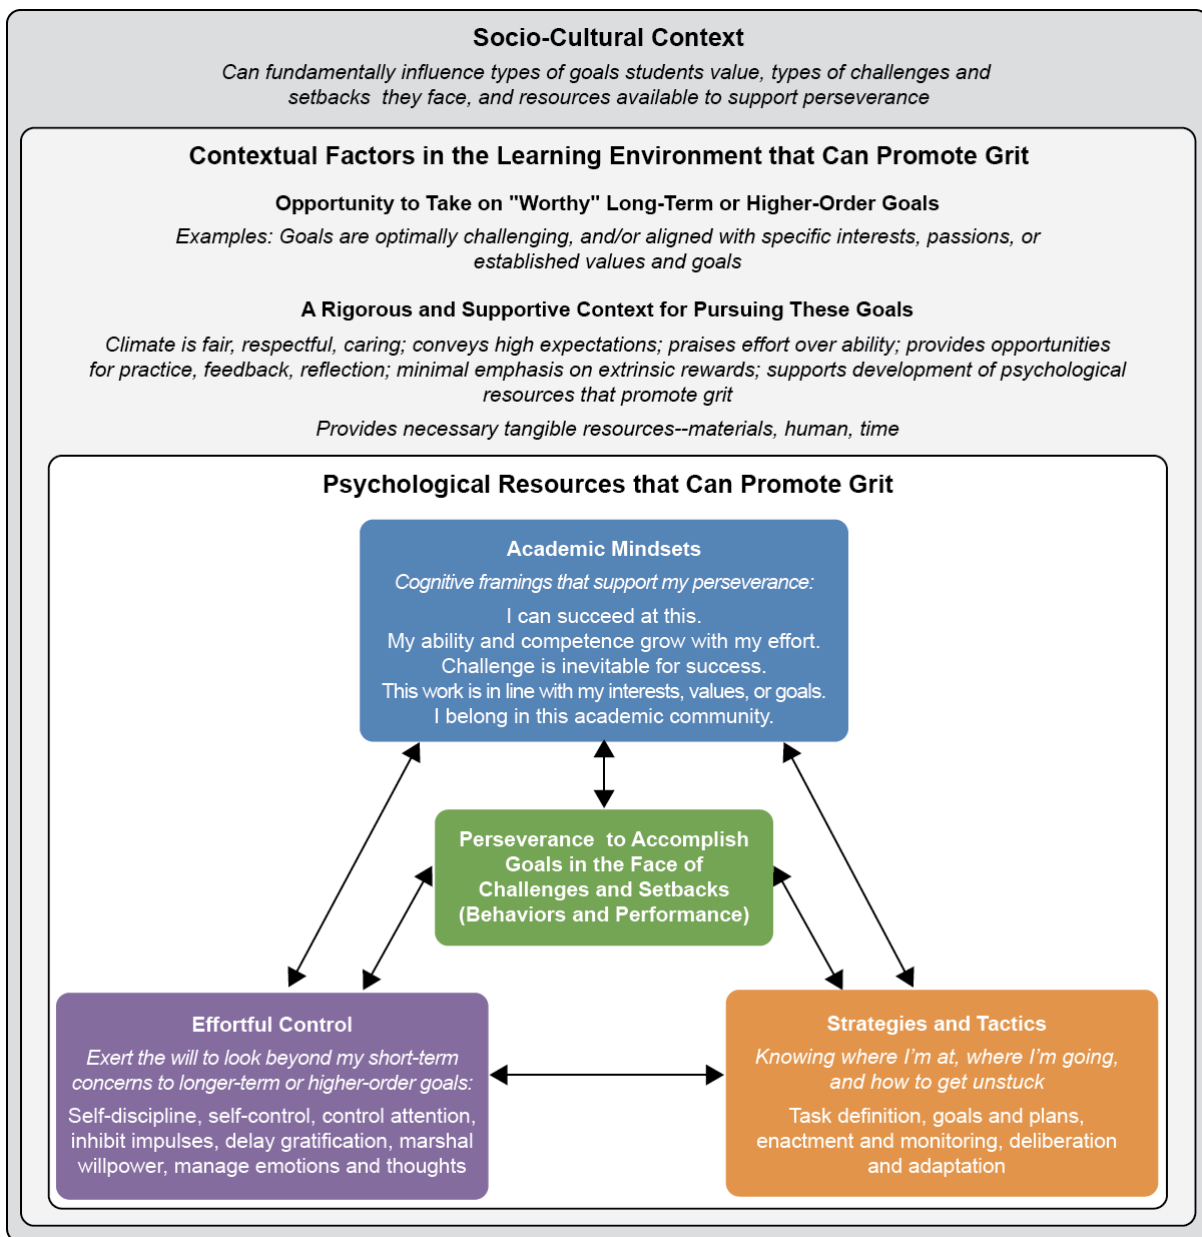 Socio-Cultural Context
Can fundamentally influence types of goals students value, types of challenges and
setbacks they face, and resources available to support perseverance
Contextual Factors in the Learning Environment that Can Promote Grit
Opportunity to Take on "Worthy" Long-Term or Higher-Order Goals
Examples: Goals are optimally challenging, and/or aligned with specific interests, passions, or
established values and goals
A Rigorous and Supportive Context for Pursuing These Goals
Climate is fair, respectful, caring; conveys high expectations; praises effort over ability; provides opportunities
for practice, feedback, reflection; minimal emphasis on extrinsic rewards; supports development of psychological
resources that promote grit
Provides necessary tangible resources--materials, human, time
Psychological Resources that Can Promote Grit
Academic Mindsets
Cognitive framings that support my perseverance:
I can succeed at this.
My ability and competence grow with my effort.
Challenge is inevitable for success.
This work is in line with my interests, values, or goals.
I belong in this academic community.
Perseverance to Accomplish
Goals in the Face of
Challenges and Setbacks
(Behaviors and Performance)
Effortful Control
Exert the will to look beyond my short-term
concerns to longer-term or higher-order goals:
Self-discipline, self-control, control attention,
inhibit impulses, delay gratification, marshal
willpower, manage emotions and thoughts
Strategies and Tactics
Knowing where I'm at, where I'm going,
and how to get unstuck
Task definition, goals and plans,
enactment and monitoring, deliberation
and adaptation